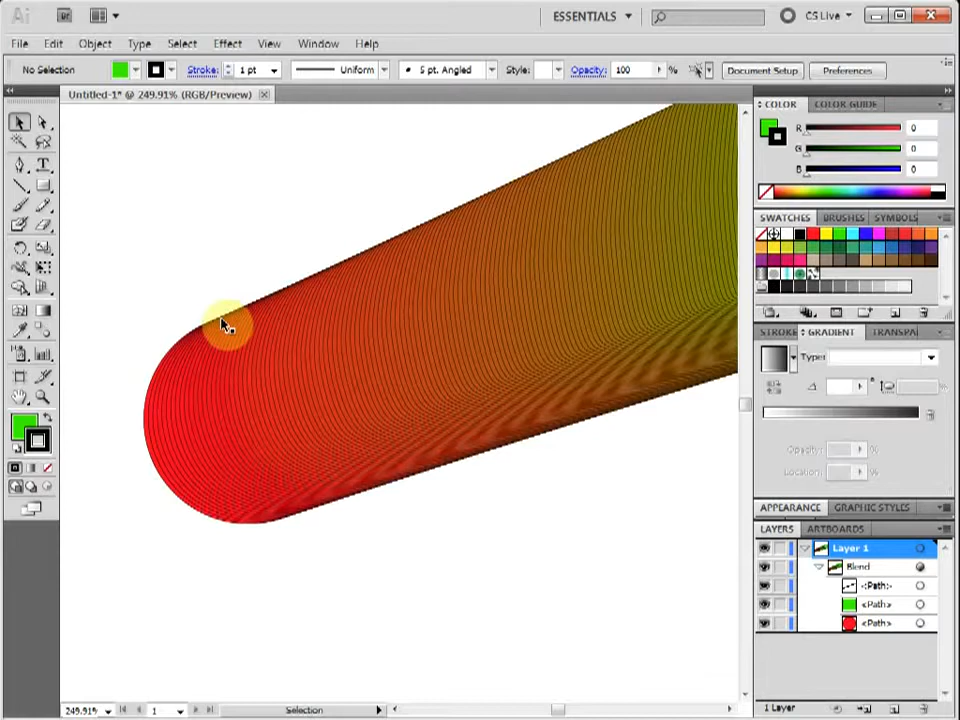 Ai Br ESSENTIALS CS Live
File Edit Object Type Select Effect View Window Help
No Selection Stroke: 1 pt Uniform 5 pt. Angled Style: Opacity: 100 % Document Setup Preferences
Untitled-1* @ 249.91% (RGB/Preview)
COLOR COLOR GUIDE
R 0
G 0
B 0
SWATCHES BRUSHES SYMBOLS
STROKE GRADIENT TRANSPA
Type:
Opacity: %
Location: %
APPEARANCE GRAPHIC STYLES
LAYERS ARTBOARDS
Layer 1
Blend
<Path>
<Path>
<Path>
1 Layer
249.91% 1 Selection